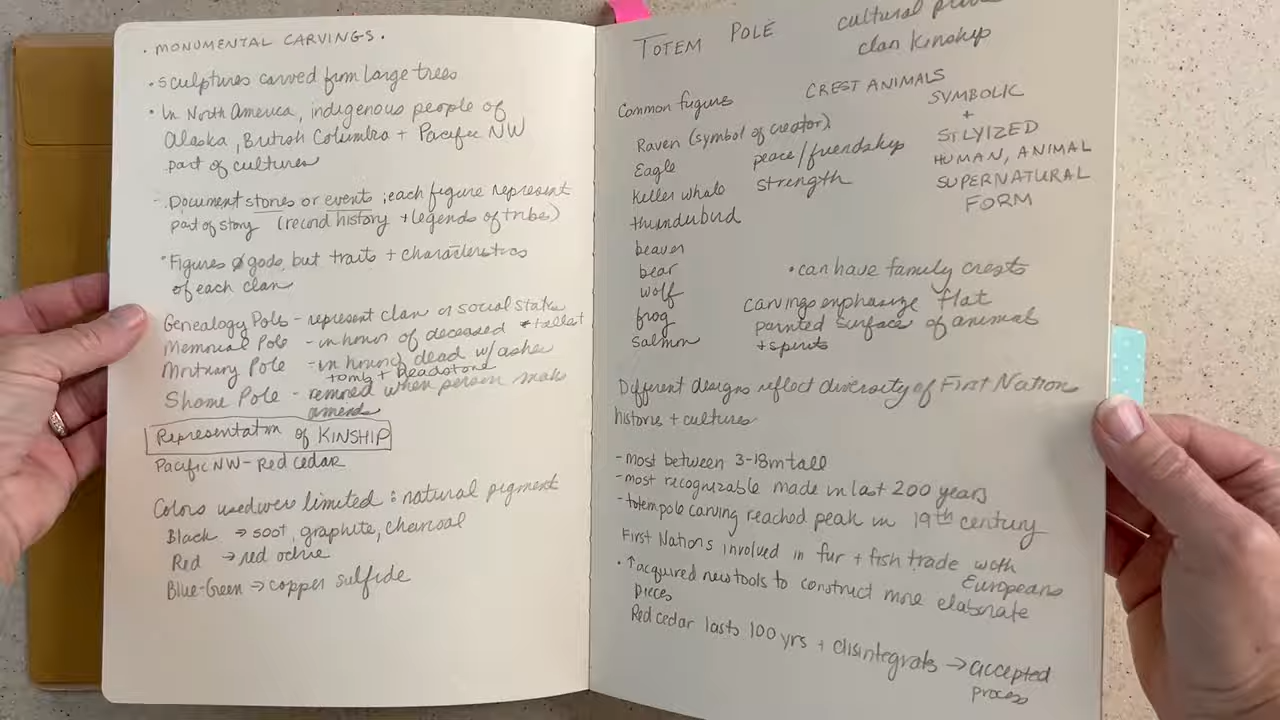 • MONUMENTAL CARVINGS •
• sculptures carved from large trees
• In North America, indigenous people of
Alaska, British Columbia + Pacific NW
part of cultures
- Document stories or events ; each figure represent
part of story (record history + legends of tribes)
• Figures ∅ gods, but traits + characteristics
of each clan
Genealogy Pole - represent clan or social status
Memorial Pole - in honor of deceased * tallest
Mortuary Pole - in honor of dead w/ ashes
tomb + headstone
Shame Pole - removed when person make
amends
Representation of KINSHIP
Pacific NW - Red cedar
Colors used were limited : natural pigment
Black → soot, graphite, charcoal
Red → red ochre
Blue-Green → copper sulfide
TOTEM POLE
cultural
clan kinship
Common figures
CREST ANIMALS
Raven (symbol of creator)
Eagle peace/friendship
Killer whale strength
thunderbird
beaver
bear
wolf
frog
salmon
SYMBOLIC
+
STLYIZED
HUMAN, ANIMAL
SUPERNATURAL
FORM
• can have family crests
carvings emphasize flat
painted surface of animals
+ spirits
Different designs reflect diversity of First Nations
histories + cultures
- most between 3-18m tall
- most recognizable made in last 200 years
- totem pole carving reached peak in 19th century
First Nations involved in fur + fish trade with
Europeans
• ↑ acquired new tools to construct more elaborate
pieces
Red cedar lasts 100 yrs + disintegrates → accepted
process